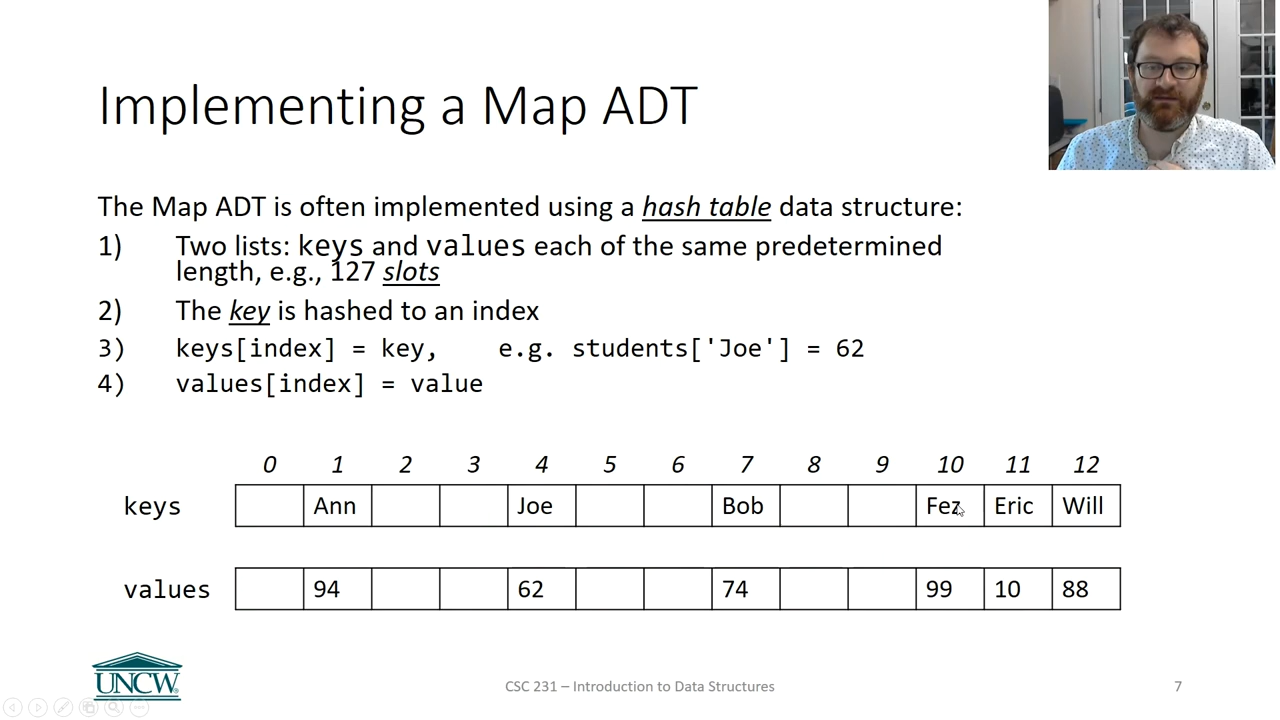 Implementing a Map ADT
The Map ADT is often implemented using a hash table data structure:
1) Two lists: keys and values each of the same predetermined
length, e.g., 127 slots
2) The key is hashed to an index
3) keys[index] = key, e.g. students['Joe'] = 62
4) values[index] = value
0 1 2 3 4 5 6 7 8 9 10 11 12
keys Ann Joe Bob Fez Eric Will
values 94 62 74 99 10 88
UNCW
CSC 231 – Introduction to Data Structures
7